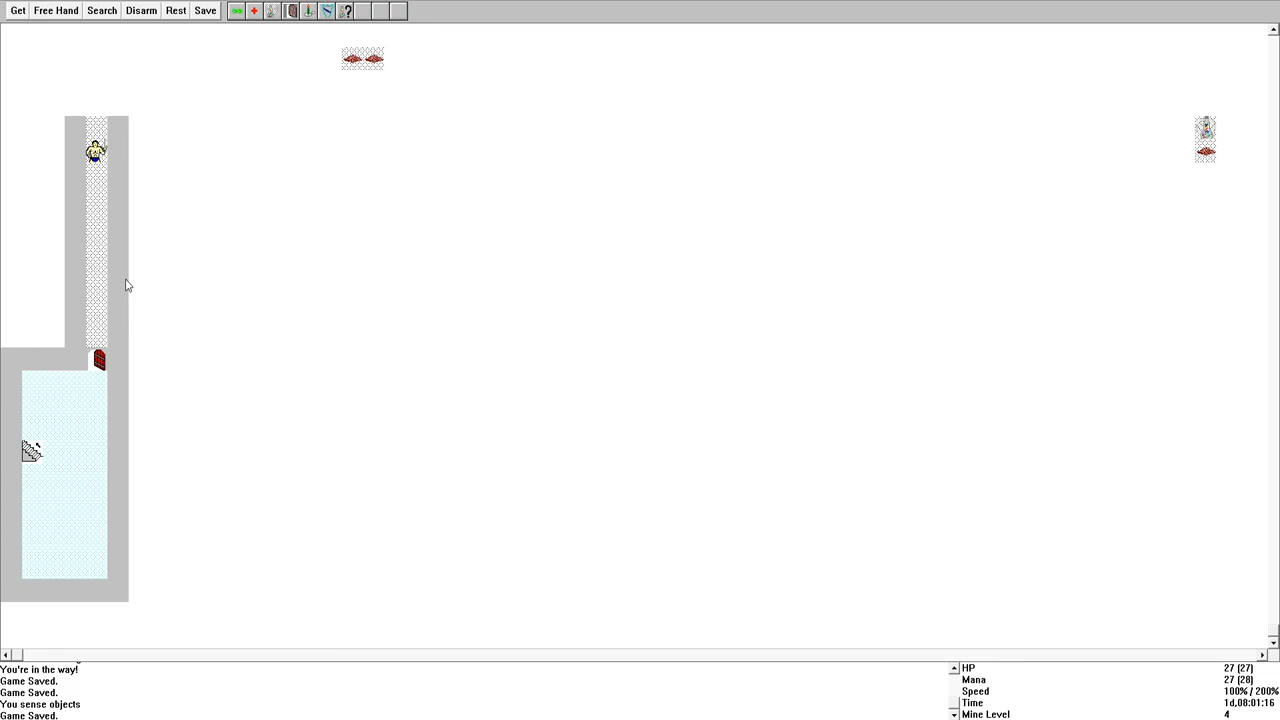 Get Free Hand Search Disarm Rest Save
You're in the way!
Game Saved.
Game Saved.
You sense objects
Game Saved.
HP 27 (27)
Mana 27 (28)
Speed 100% / 200%
Time 1d,08:01:16
Mine Level 4